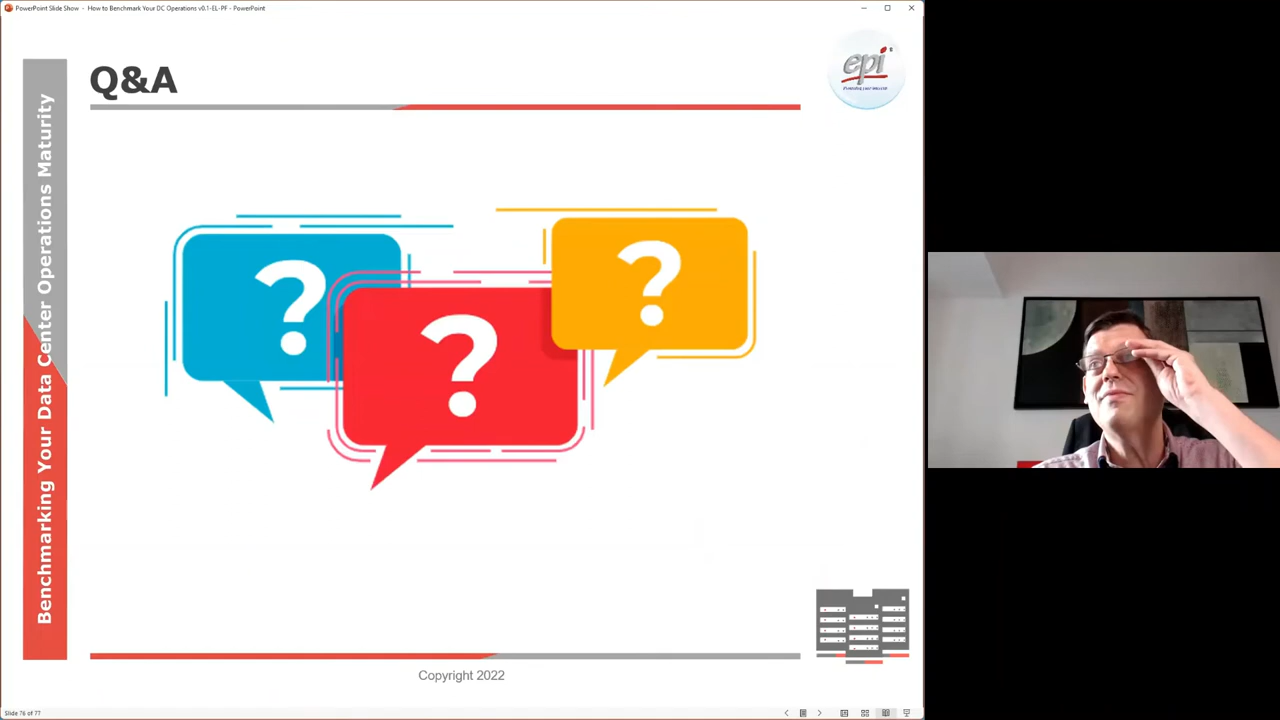 PowerPoint Slide Show - How to Benchmark Your DC Operations v0.1-EL-PF - PowerPoint
Q&A
epi
Benchmarking Your Data Center Operations Maturity
?
?
?
Copyright 2022
Slide 76 of 77